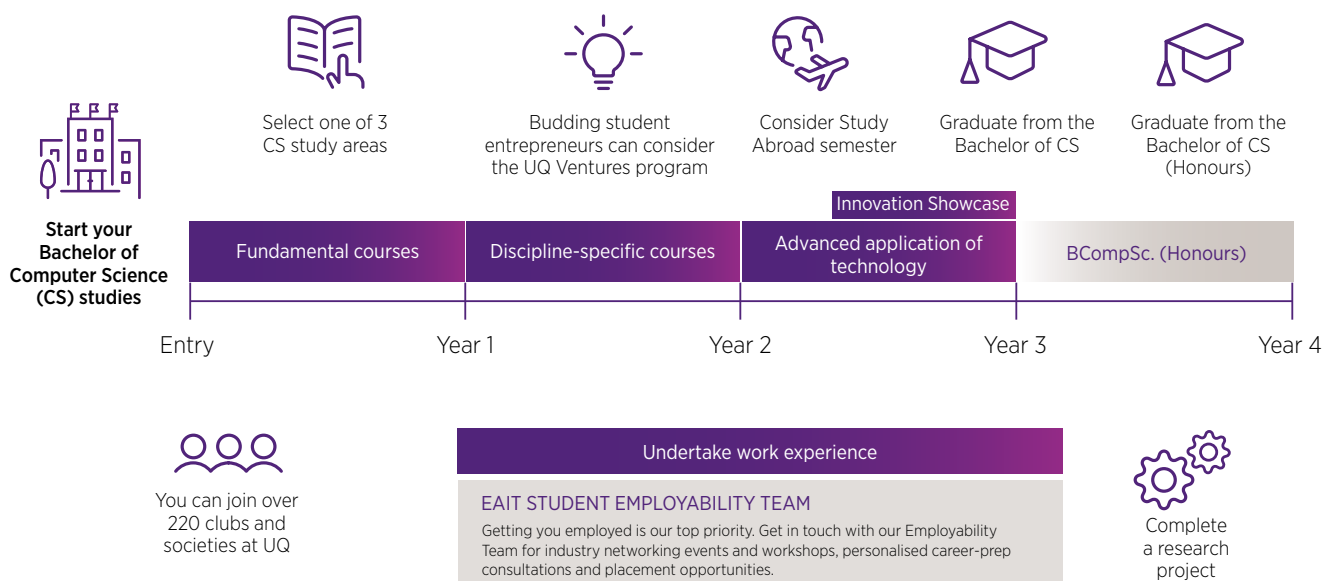 Select one of 3
CS study areas
Budding student
entrepreneurs can consider
the UQ Ventures program
Consider Study
Abroad semester
Graduate from the
Bachelor of CS
Graduate from the
Bachelor of CS
(Honours)
Start your
Bachelor of
Computer Science
(CS) studies
Innovation Showcase
Fundamental courses
Discipline-specific courses
Advanced application of
technology
BCompSc. (Honours)
Entry
Year 1
Year 2
Year 3
Year 4
You can join over
220 clubs and
societies at UQ
Undertake work experience
EAIT STUDENT EMPLOYABILITY TEAM
Getting you employed is our top priority. Get in touch with our Employability
Team for industry networking events and workshops, personalised career-prep
consultations and placement opportunities.
Complete
a research
project